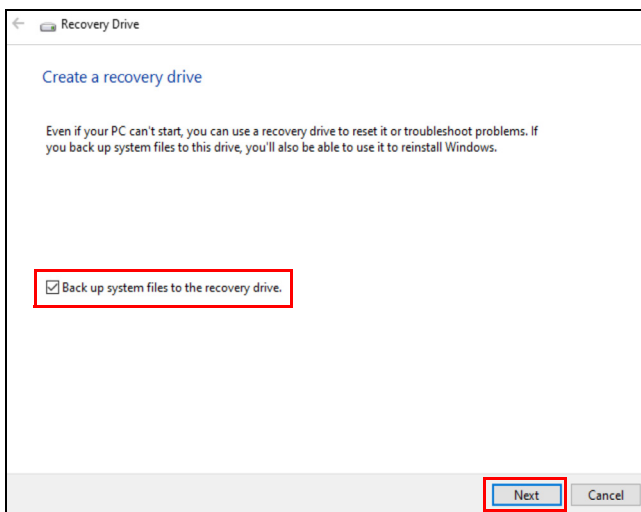 Recovery Drive
Create a recovery drive
Even if your PC can't start, you can use a recovery drive to reset it or troubleshoot problems. If
you back up system files to this drive, you'll also be able to use it to reinstall Windows.
Back up system files to the recovery drive.
Next Cancel